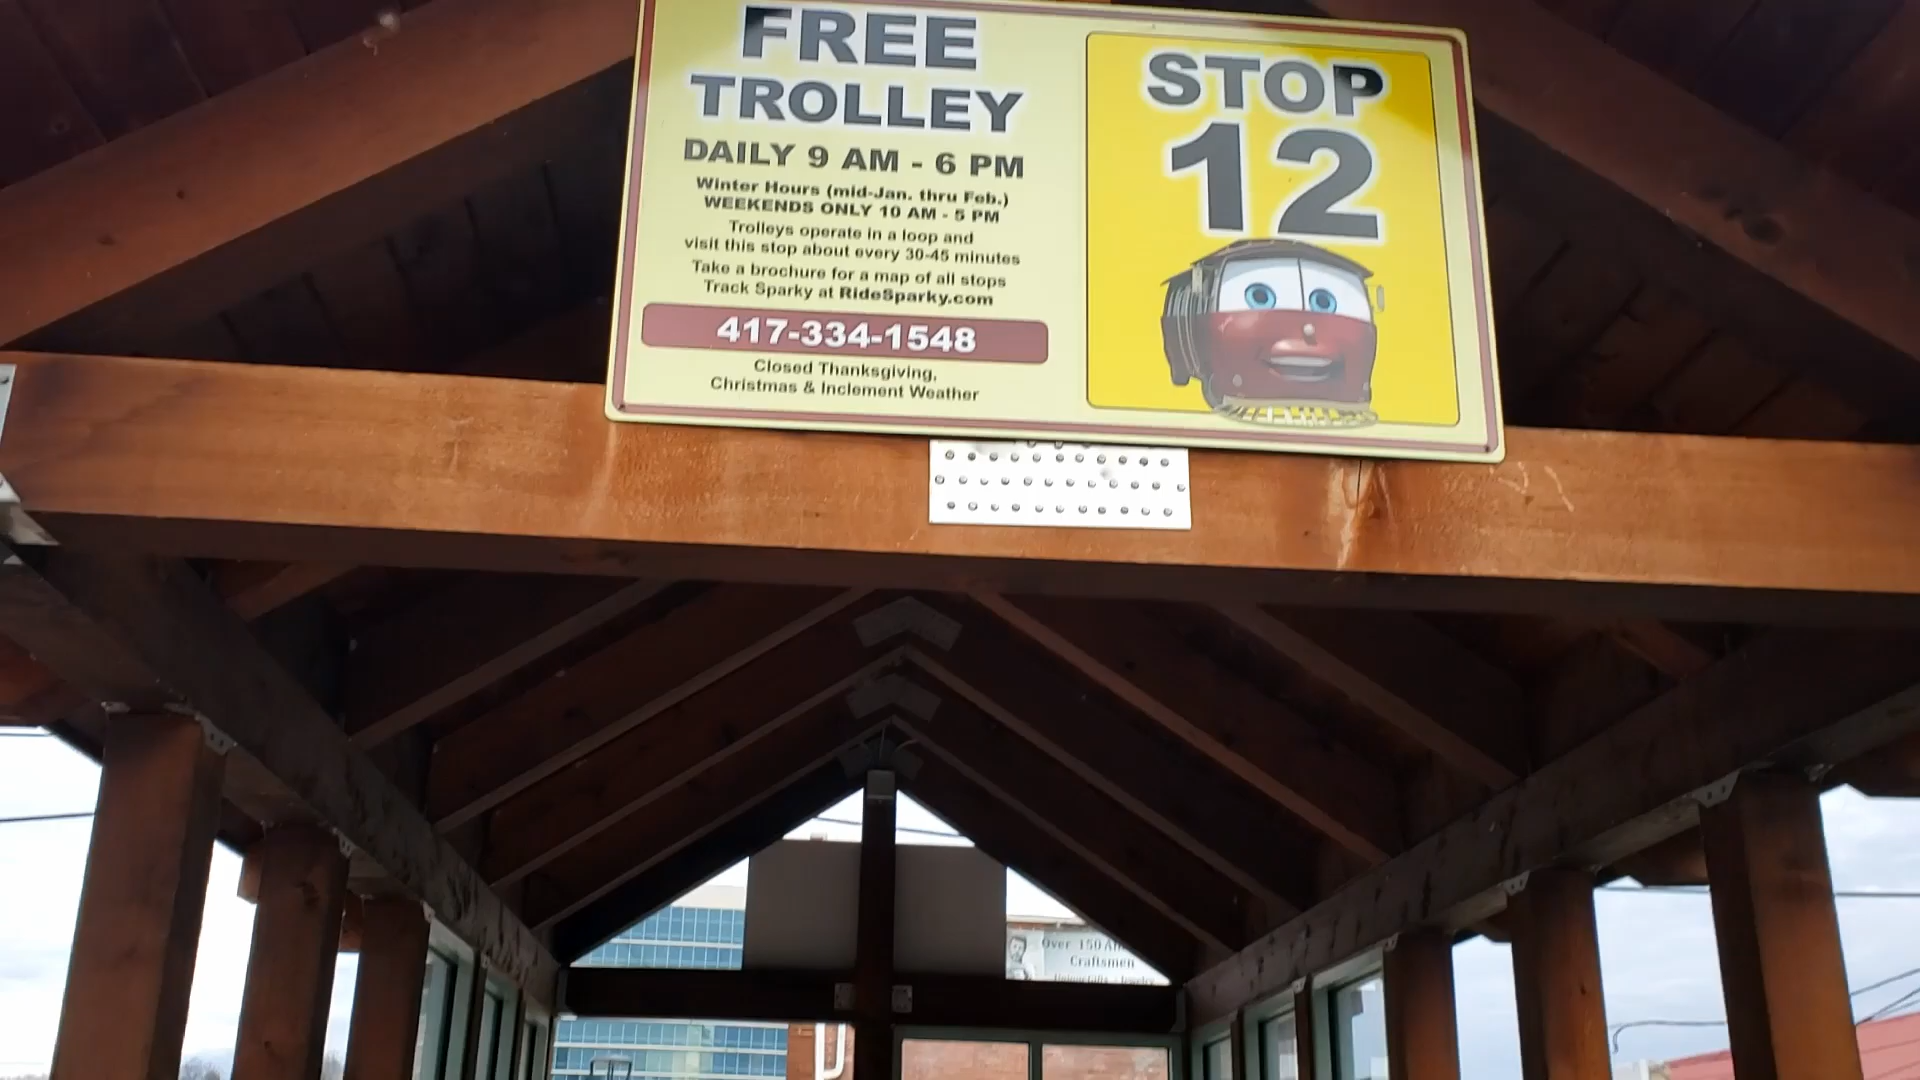 FREE
TROLLEY
DAILY 9 AM - 6 PM
Winter Hours (mid-Jan. thru Feb.)
WEEKENDS ONLY 10 AM - 5 PM
Trolleys operate in a loop and
visit this stop about every 30-45 minutes
Take a brochure for a map of all stops
Track Sparky at RideSparky.com
417-334-1548
Closed Thanksgiving,
Christmas & Inclement Weather
STOP
12
Over 150
Craftsmen